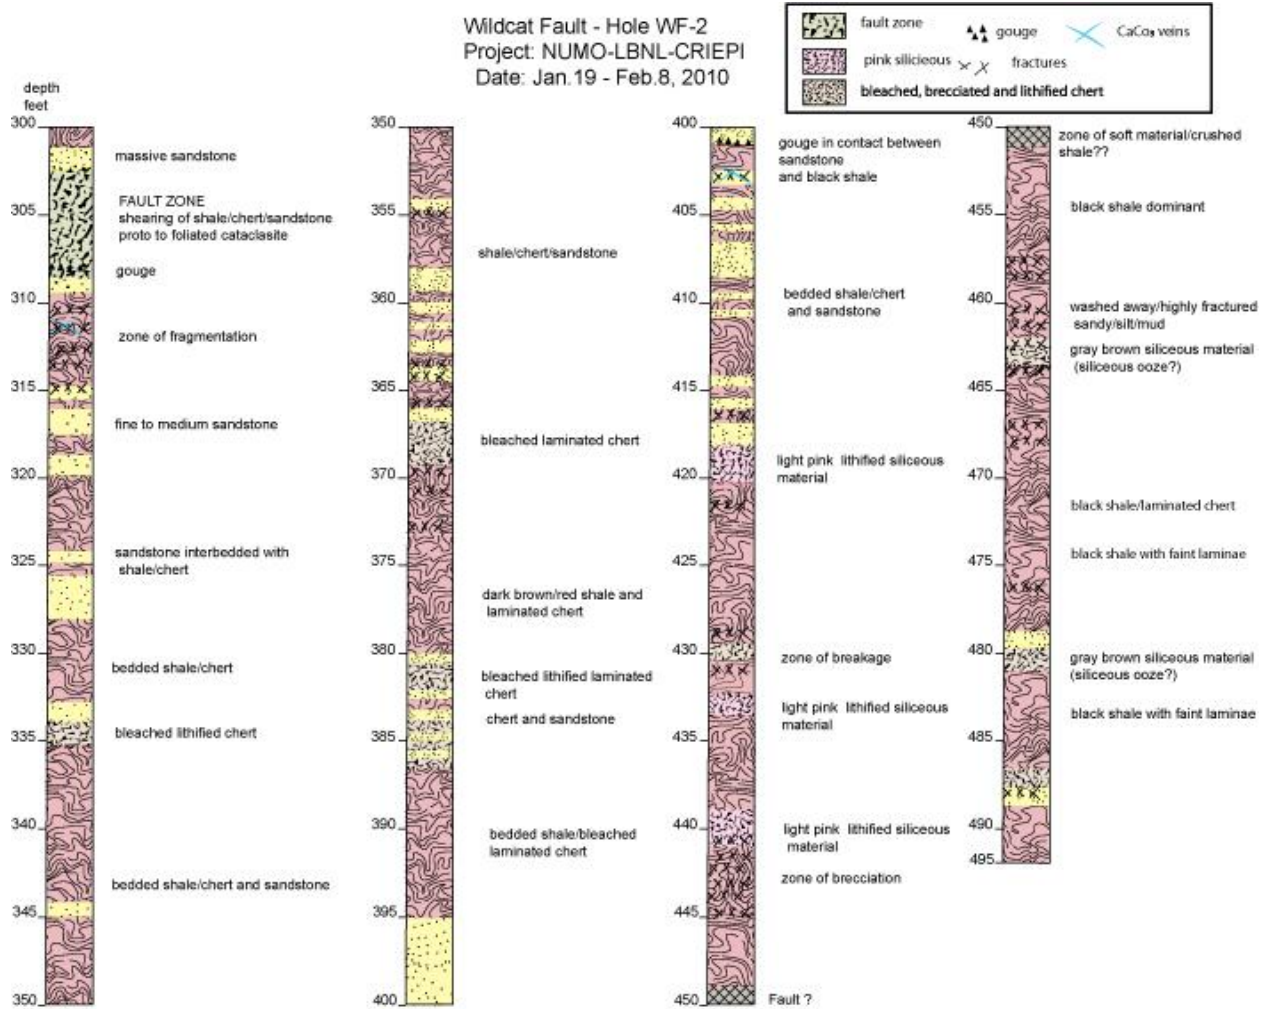 Wildcat Fault - Hole WF-2
Project: NUMO-LBNL-CRIEPI
Date: Jan.19 - Feb.8, 2010
fault zone
gouge
CaCo3 veins
pink silicieous
fractures
bleached, brecciated and lithified chert
depth
feet
300
massive sandstone
FAULT ZONE
305
shearing of shale/chert/sandstone
proto to foliated cataclasite
gouge
310
zone of fragmentation
315
fine to medium sandstone
320
sandstone interbedded with
325
shale/chert
330
bedded shale/chert
335
bleached lithified chert
340
bedded shale/chert and sandstone
345
350
350
355
shale/chert/sandstone
360
365
bleached laminated chert
370
375
dark brown/red shale and
laminated chert
380
bleached lithified laminated
chert
chert and sandstone
385
390
bedded shale/bleached
laminated chert
395
400
400
gouge in contact between
sandstone
and black shale
405
410
bedded shale/chert
and sandstone
415
light pink lithified siliceous
420
material
425
430
zone of breakage
light pink lithified siliceous
material
435
440
light pink lithified siliceous
material
zone of brecciation
445
450
Fault ?
450
zone of soft material/crushed
shale??
455
black shale dominant
460
washed away/highly fractured
sandy/silt/mud
gray brown siliceous material
(siliceous ooze?)
465
470
black shale/laminated chert
475
black shale with faint laminae
480
gray brown siliceous material
(siliceous ooze?)
black shale with faint laminae
485
490
495